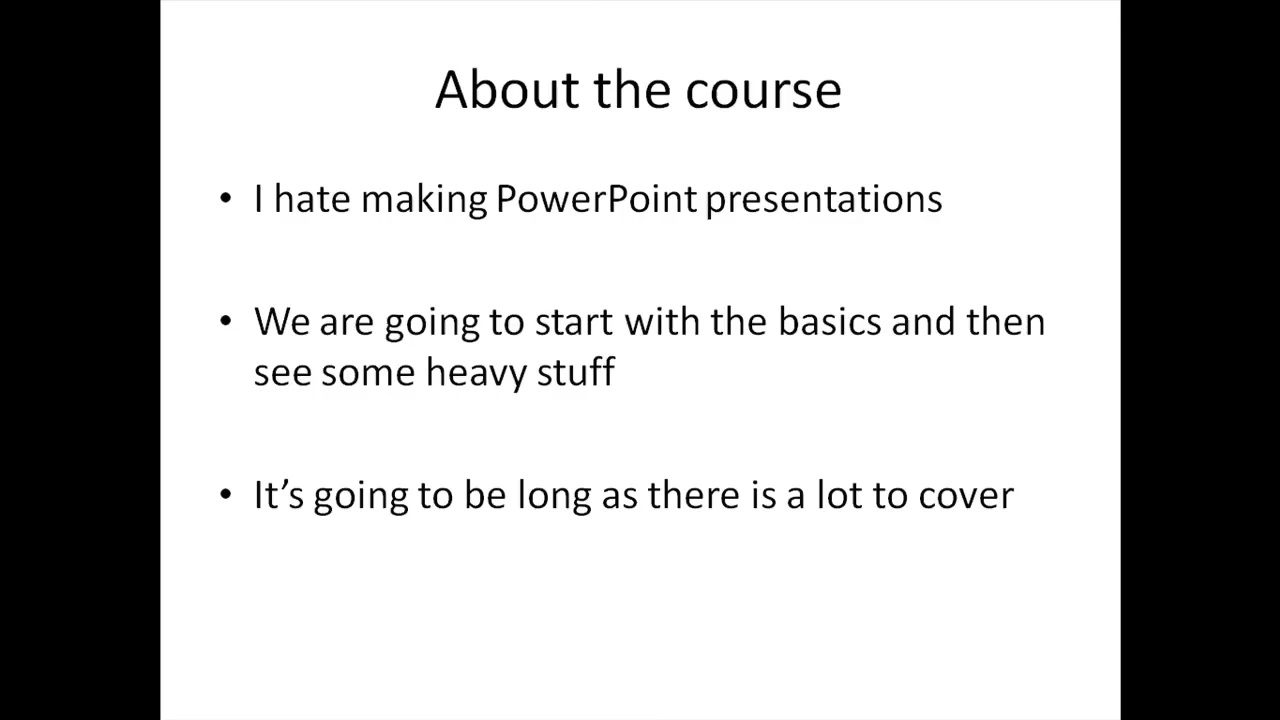 About the course
• I hate making PowerPoint presentations
• We are going to start with the basics and then
see some heavy stuff
• It’s going to be long as there is a lot to cover